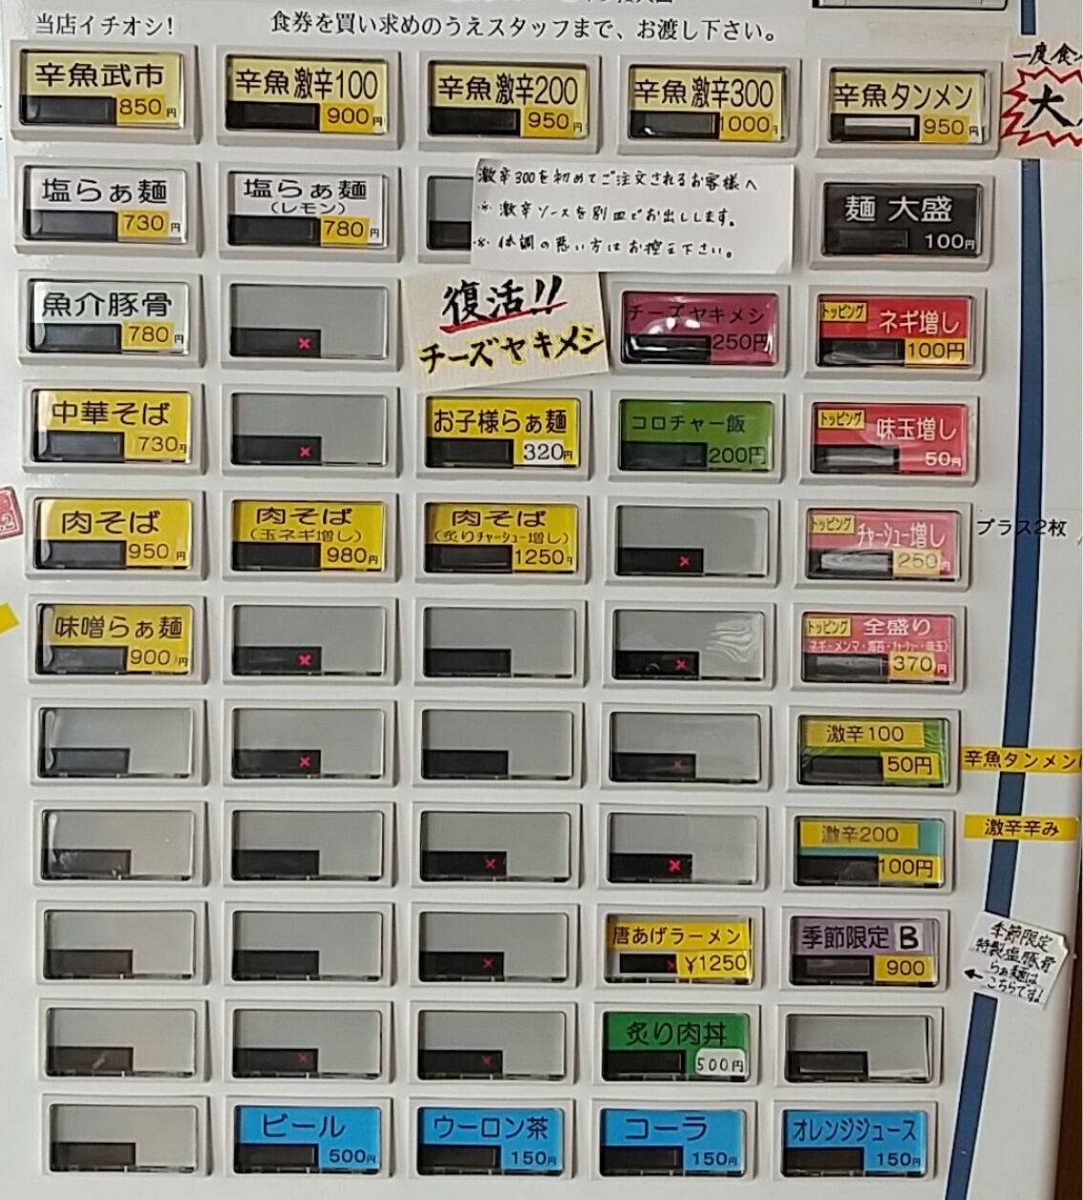 当店イチオシ!
食券を買い求めのうえスタッフまで、お渡し下さい。
辛魚武市
850円
辛魚激辛100
900円
辛魚激辛200
950円
辛魚激辛300
1000円
辛魚タンメン
950円
一度食
大
塩らぁ麺
730円
塩らぁ麺
(レモン)
780円
激辛300を初めてご注文されるお客様へ
※激辛ソースを別皿でお出しします。
※体調の悪い方はお控え下さい。
麺 大盛
100円
魚介豚骨
780円
復活!!
チーズヤキメシ
チーズヤキメシ
250円
トッピング ネギ増し
100円
中華そば
730円
お子様らぁ麺
320円
コロチャー飯
200円
トッピング 味玉増し
50円
肉そば
950円
肉そば
(玉ネギ増し)
980円
肉そば
(炙りチャーシュー増し)
1250円
トッピング チャーシュー増し
250円
プラス2枚
味噌らぁ麺
900円
トッピング 全盛り
370円
激辛100
50円
辛魚タンメン
激辛200
100円
激辛辛み
唐あげラーメン
¥1250
季節限定 B
900
季節限定
特製塩豚骨
らぁ麺は
←こちらです!
炙り肉丼
500円
ビール
500円
ウーロン茶
150円
コーラ
150円
オレンジジュース
150円